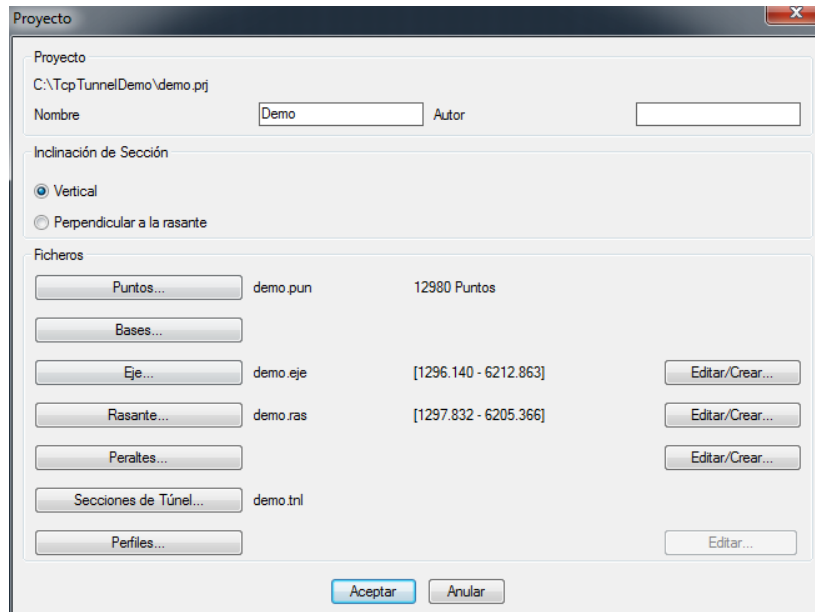 Proyecto
Proyecto
C:\TcpTunnelDemo\demo.prj
Nombre Demo Autor
Inclinación de Sección
Vertical
Perpendicular a la rasante
Ficheros
Puntos... demo.pun 12980 Puntos
Bases...
Eje... demo.eje [1296.140 - 6212.863] Editar/Crear...
Rasante... demo.ras [1297.832 - 6205.366] Editar/Crear...
Peraltes... Editar/Crear...
Secciones de Túnel... demo.tnl
Perfiles... Editar...
Aceptar Anular